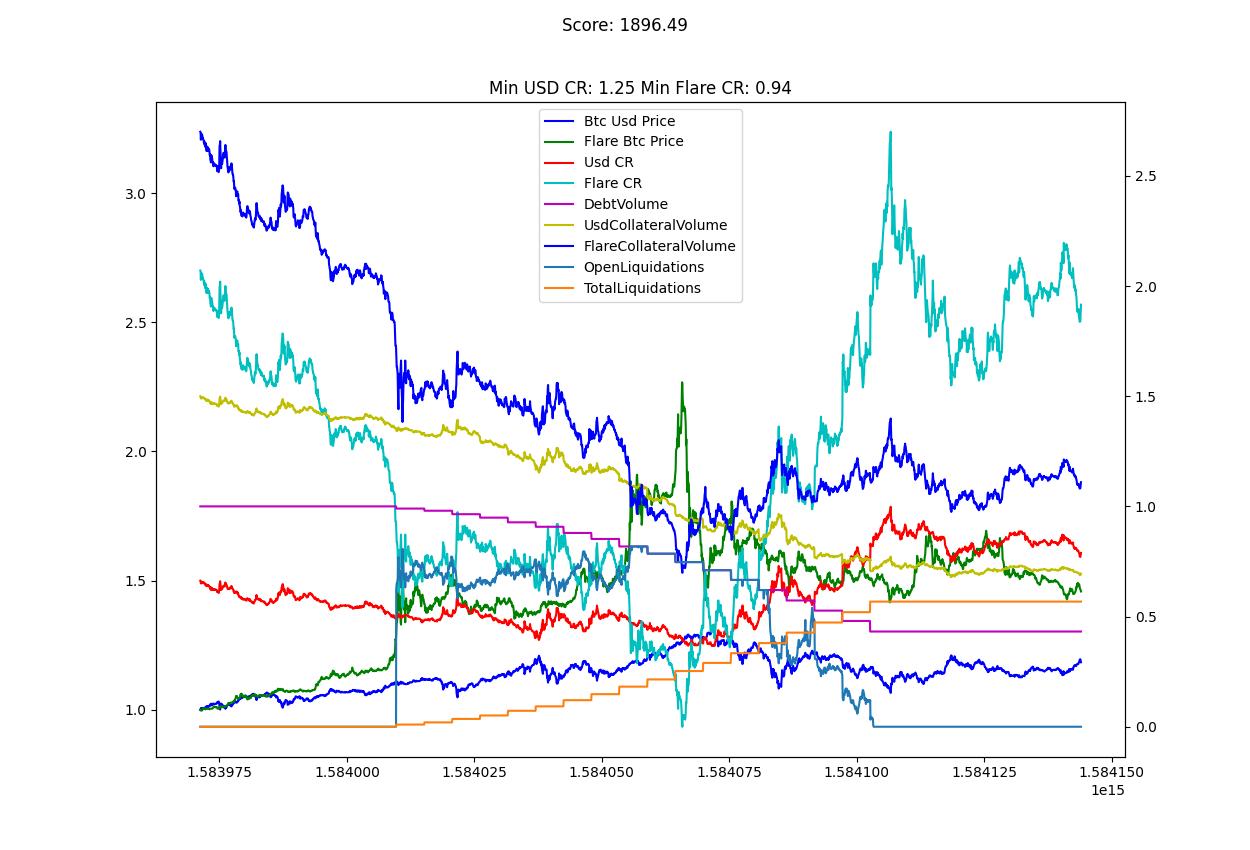 Score: 1896.49
Min USD CR: 1.25 Min Flare CR: 0.94
Btc Usd Price
Flare Btc Price
Usd CR
Flare CR
DebtVolume
UsdCollateralVolume
FlareCollateralVolume
OpenLiquidations
TotalLiquidations
3.0
2.5
2.0
1.5
1.0
2.5
2.0
1.5
1.0
0.5
0.0
1.583975 1.584000 1.584025 1.584050 1.584075 1.584100 1.584125 1.584150
1e15